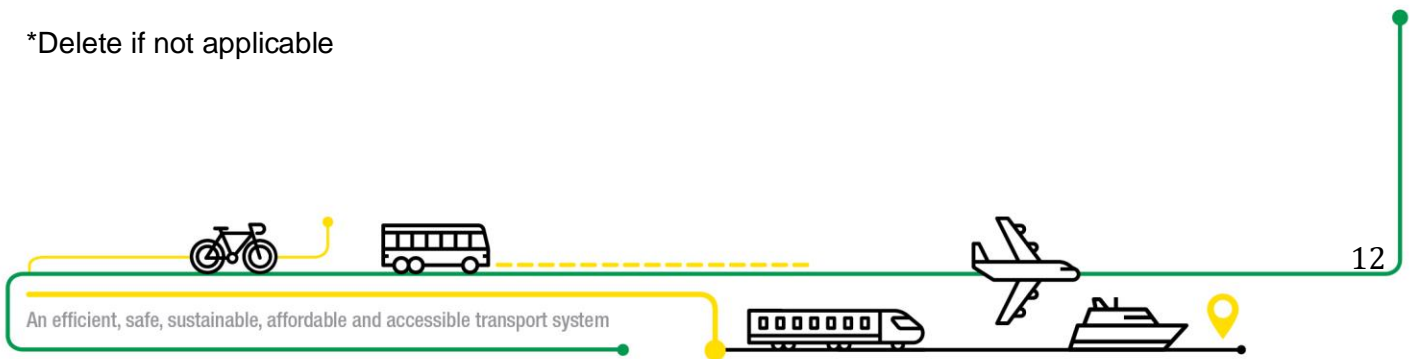 *Delete if not applicable
12
An efficient, safe, sustainable, affordable and accessible transport system